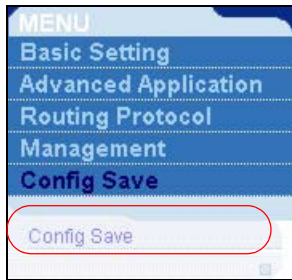 MENU
Basic Setting
Advanced Application
Routing Protocol
Management
Config Save
Config Save